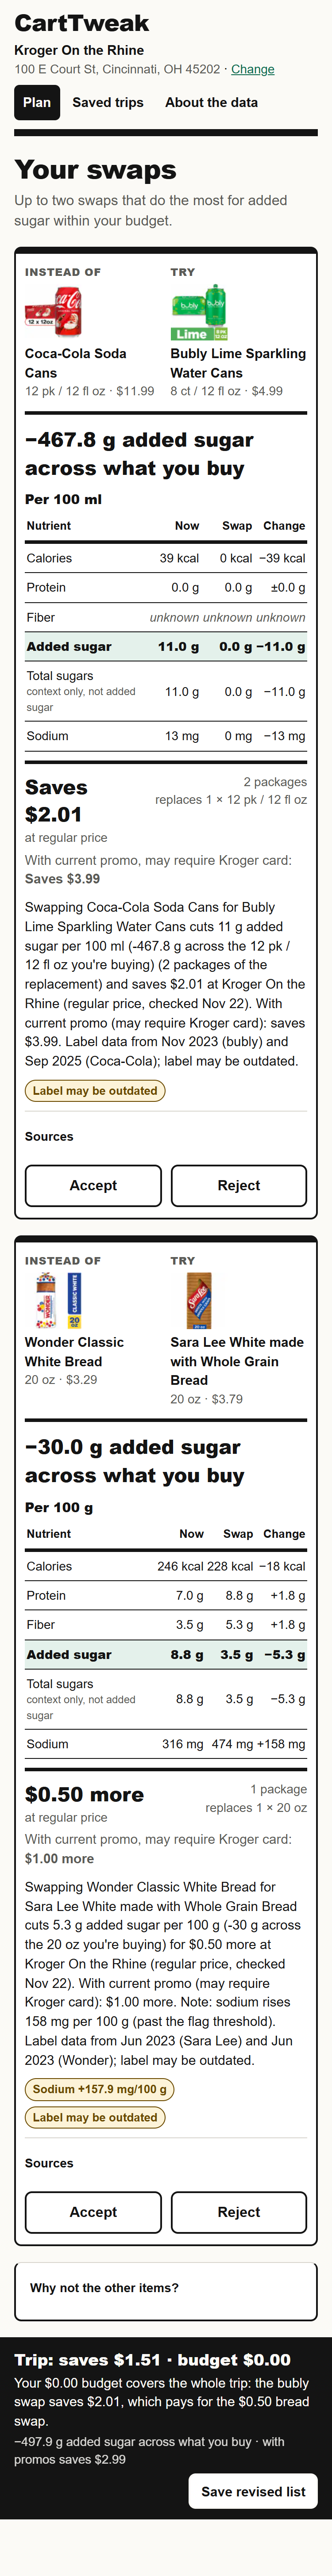 CartTweak
Kroger On the Rhine
100 E Court St, Cincinnati, OH 45202 · Change
Plan Saved trips About the data
Your swaps
Up to two swaps that do the most for added
sugar within your budget.
INSTEAD OF
TRY
12 x 12oz
bubly
Lime
Coca-Cola Soda
Cans
12 pk / 12 fl oz · $11.99
Bubly Lime Sparkling
Water Cans
8 ct / 12 fl oz · $4.99
−467.8 g added sugar
across what you buy
Per 100 ml
Nutrient Now Swap Change
Calories 39 kcal 0 kcal −39 kcal
Protein 0.0 g 0.0 g ±0.0 g
Fiber unknown unknown unknown
Added sugar 11.0 g 0.0 g −11.0 g
Total sugars
context only, not added
sugar
11.0 g 0.0 g −11.0 g
Sodium 13 mg 0 mg −13 mg
Saves
$2.01
at regular price
2 packages
replaces 1 × 12 pk / 12 fl oz
With current promo, may require Kroger card:
Saves $3.99
Swapping Coca-Cola Soda Cans for Bubly
Lime Sparkling Water Cans cuts 11 g added
sugar per 100 ml (-467.8 g across the 12 pk /
12 fl oz you're buying) (2 packages of the
replacement) and saves $2.01 at Kroger On the
Rhine (regular price, checked Nov 22). With
current promo (may require Kroger card): saves
$3.99. Label data from Nov 2023 (bubly) and
Sep 2025 (Coca-Cola); label may be outdated.
Label may be outdated
Sources
Accept Reject
INSTEAD OF
TRY
CLASSIC WHITE
20
OZ
Sara Lee
Wonder Classic
White Bread
20 oz · $3.29
Sara Lee White made
with Whole Grain
Bread
20 oz · $3.79
−30.0 g added sugar
across what you buy
Per 100 g
Nutrient Now Swap Change
Calories 246 kcal 228 kcal −18 kcal
Protein 7.0 g 8.8 g +1.8 g
Fiber 3.5 g 5.3 g +1.8 g
Added sugar 8.8 g 3.5 g −5.3 g
Total sugars
context only, not added
sugar
8.8 g 3.5 g −5.3 g
Sodium 316 mg 474 mg +158 mg
$0.50 more
at regular price
1 package
replaces 1 × 20 oz
With current promo, may require Kroger card:
$1.00 more
Swapping Wonder Classic White Bread for
Sara Lee White made with Whole Grain Bread
cuts 5.3 g added sugar per 100 g (-30 g across
the 20 oz you're buying) for $0.50 more at
Kroger On the Rhine (regular price, checked
Nov 22). With current promo (may require
Kroger card): $1.00 more. Note: sodium rises
158 mg per 100 g (past the flag threshold).
Label data from Jun 2023 (Sara Lee) and Jun
2023 (Wonder); label may be outdated.
Sodium +157.9 mg/100 g
Label may be outdated
Sources
Accept Reject
Why not the other items?
Trip: saves $1.51 · budget $0.00
Your $0.00 budget covers the whole trip: the bubly
swap saves $2.01, which pays for the $0.50 bread
swap.
−497.9 g added sugar across what you buy · with
promos saves $2.99
Save revised list